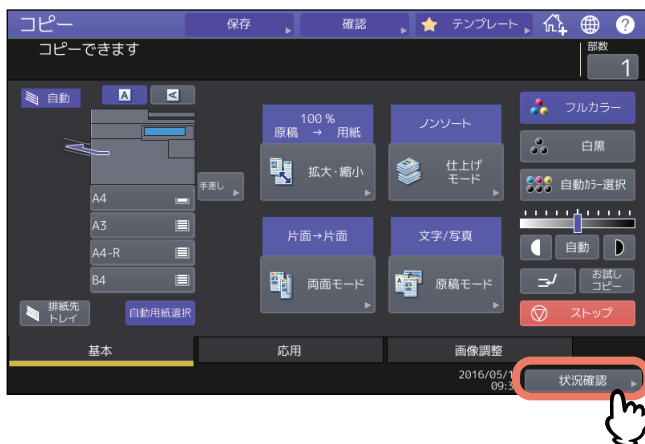 コピー
保存
確認
テンプレート
?
コピーできます
部数
1
自動
A
A
100 %
原稿 → 用紙
ノンソート
フルカラー
拡大・縮小
仕上げ
モード
白黒
手差し
自動ｶﾗｰ選択
A4
A3
A4-R
B4
片面→片面
文字/写真
自動
両面モード
原稿モード
お試し
コピー
排紙先
トレイ
自動用紙選択
ストップ
基本
応用
画像調整
2016/05/1
09:3
状況確認